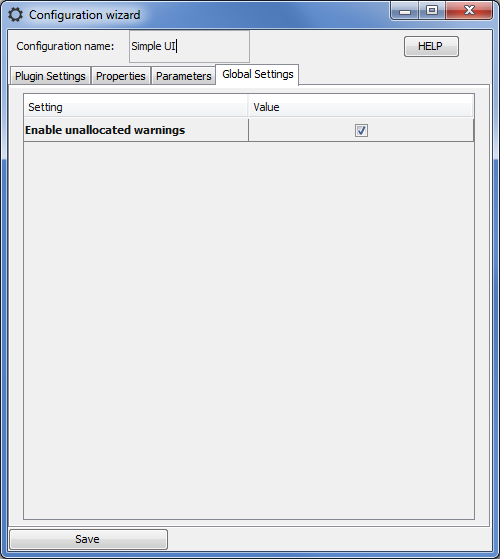 Configuration wizard
Configuration name: Simple UI HELP
Plugin Settings Properties Parameters Global Settings
Setting Value
Enable unallocated warnings
Save